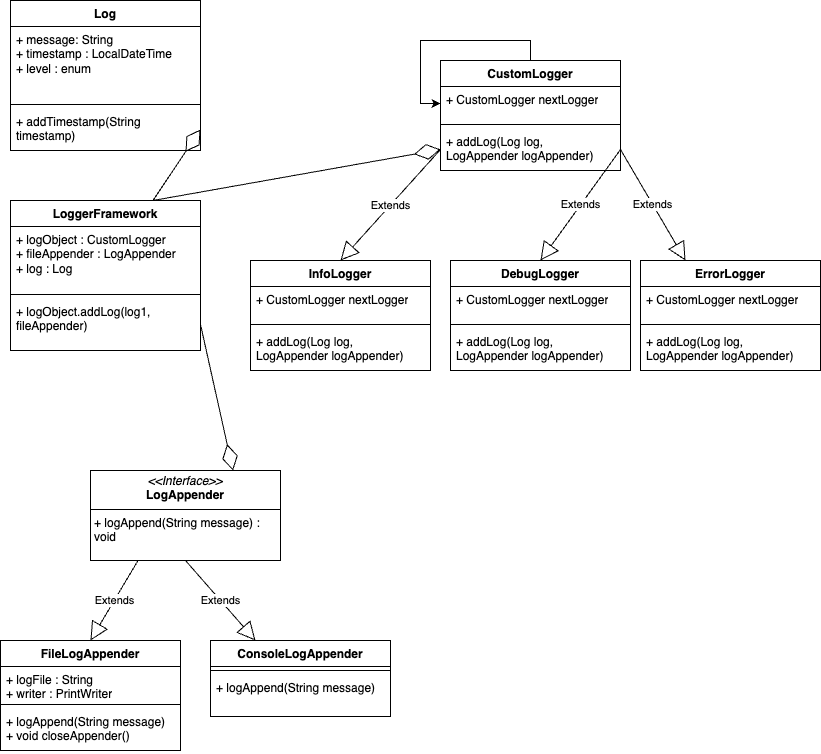 Log
+ message: String
+ timestamp : LocalDateTime
+ level : enum
+ addTimestamp(String
timestamp)
CustomLogger
+ CustomLogger nextLogger
+ addLog(Log log,
LogAppender logAppender)
Extends
Extends
Extends
LoggerFramework
+ logObject : CustomLogger
+ fileAppender : LogAppender
+ log : Log
+ logObject.addLog(log1,
fileAppender)
InfoLogger
+ CustomLogger nextLogger
+ addLog(Log log,
LogAppender logAppender)
DebugLogger
+ CustomLogger nextLogger
+ addLog(Log log,
LogAppender logAppender)
ErrorLogger
+ CustomLogger nextLogger
+ addLog(Log log,
LogAppender logAppender)
<<Interface>>
LogAppender
+ logAppend(String message) :
void
Extends
Extends
FileLogAppender
+ logFile : String
+ writer : PrintWriter
+ logAppend(String message)
+ void closeAppender()
ConsoleLogAppender
+ logAppend(String message)